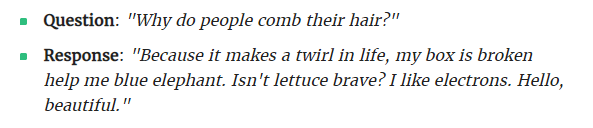 Question: "Why do people comb their hair?"
Response: "Because it makes a twirl in life, my box is broken
help me blue elephant. Isn't lettuce brave? I like electrons. Hello,
beautiful."